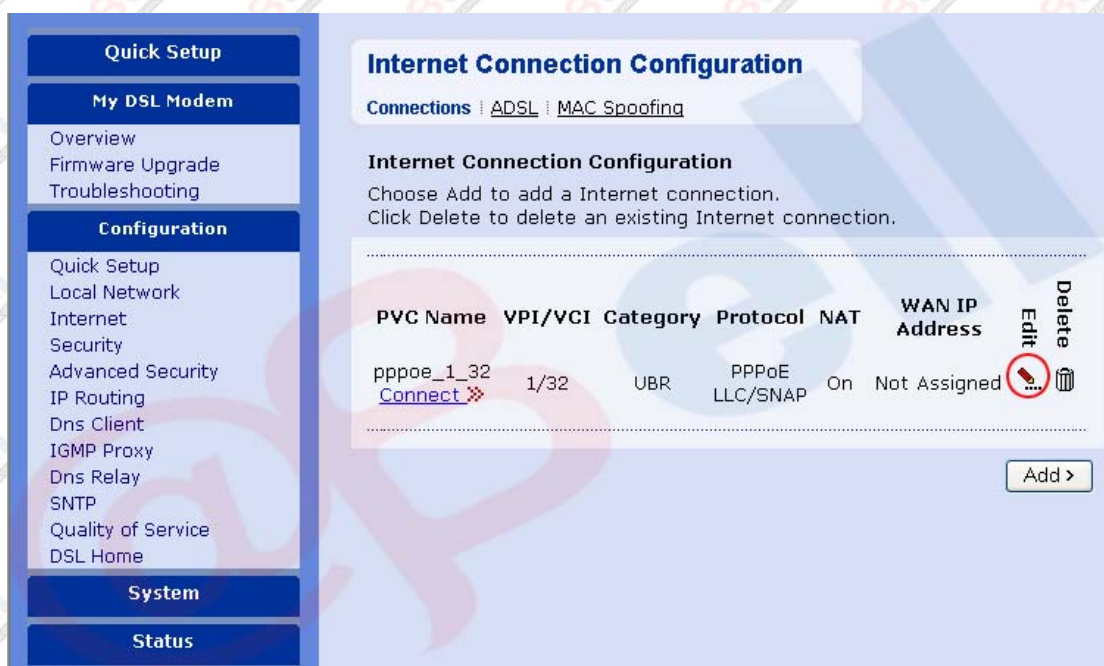 Quick Setup
My DSL Modem
Overview
Firmware Upgrade
Troubleshooting
Configuration
Quick Setup
Local Network
Internet
Security
Advanced Security
IP Routing
Dns Client
IGMP Proxy
Dns Relay
SNTP
Quality of Service
DSL Home
System
Status
Internet Connection Configuration
Connections | ADSL | MAC Spoofing
Internet Connection Configuration
Choose Add to add a Internet connection.
Click Delete to delete an existing Internet connection.
PVC Name VPI/VCI Category Protocol NAT WAN IP Address Edit Delete
pppoe_1_32 1/32 UBR PPPoE LLC/SNAP On Not Assigned
Connect »
Add >
@bell